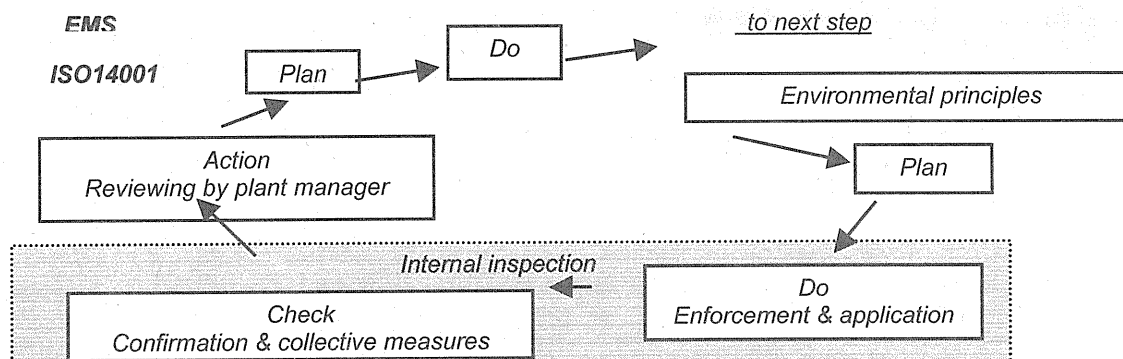 EMS
to next step
Do
ISO14001
Plan
Environmental principles
Action
Reviewing by plant manager
Plan
Internal inspection
Do
Enforcement & application
Check
Confirmation & collective measures